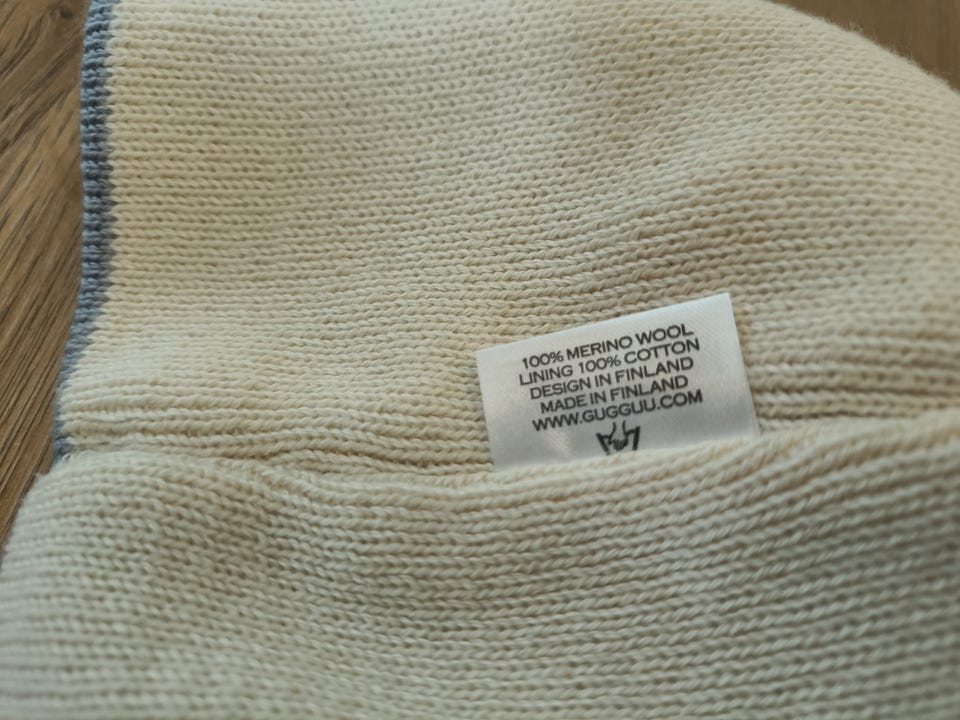 100% MERINO WOOL
LINING 100% COTTON
DESIGN IN FINLAND
MADE IN FINLAND
WWW.GUGGUU.COM